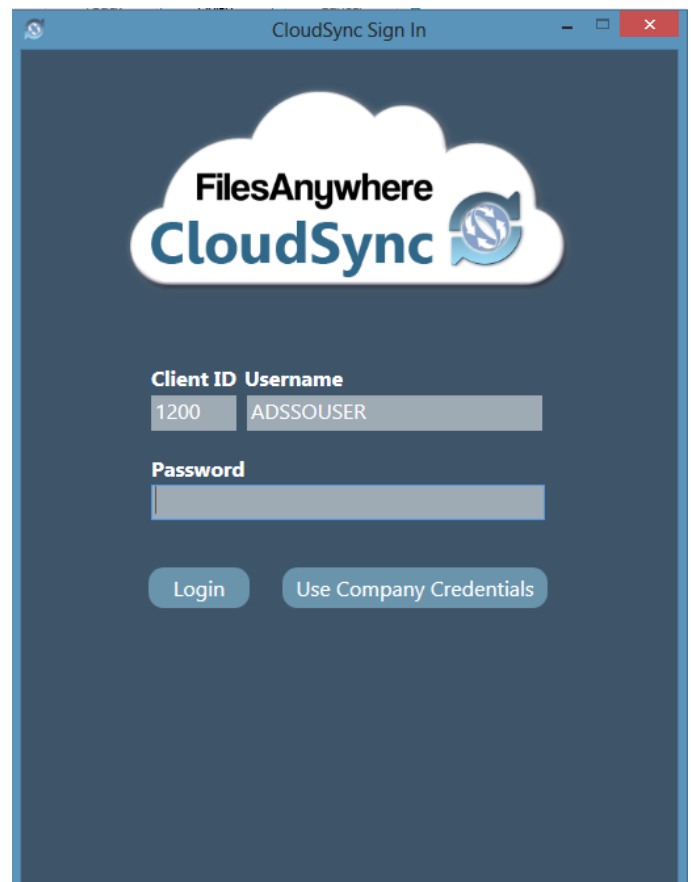 CloudSync Sign In
FilesAnywhere
CloudSync
Client ID Username
1200 ADSSOUSER
Password
Login Use Company Credentials